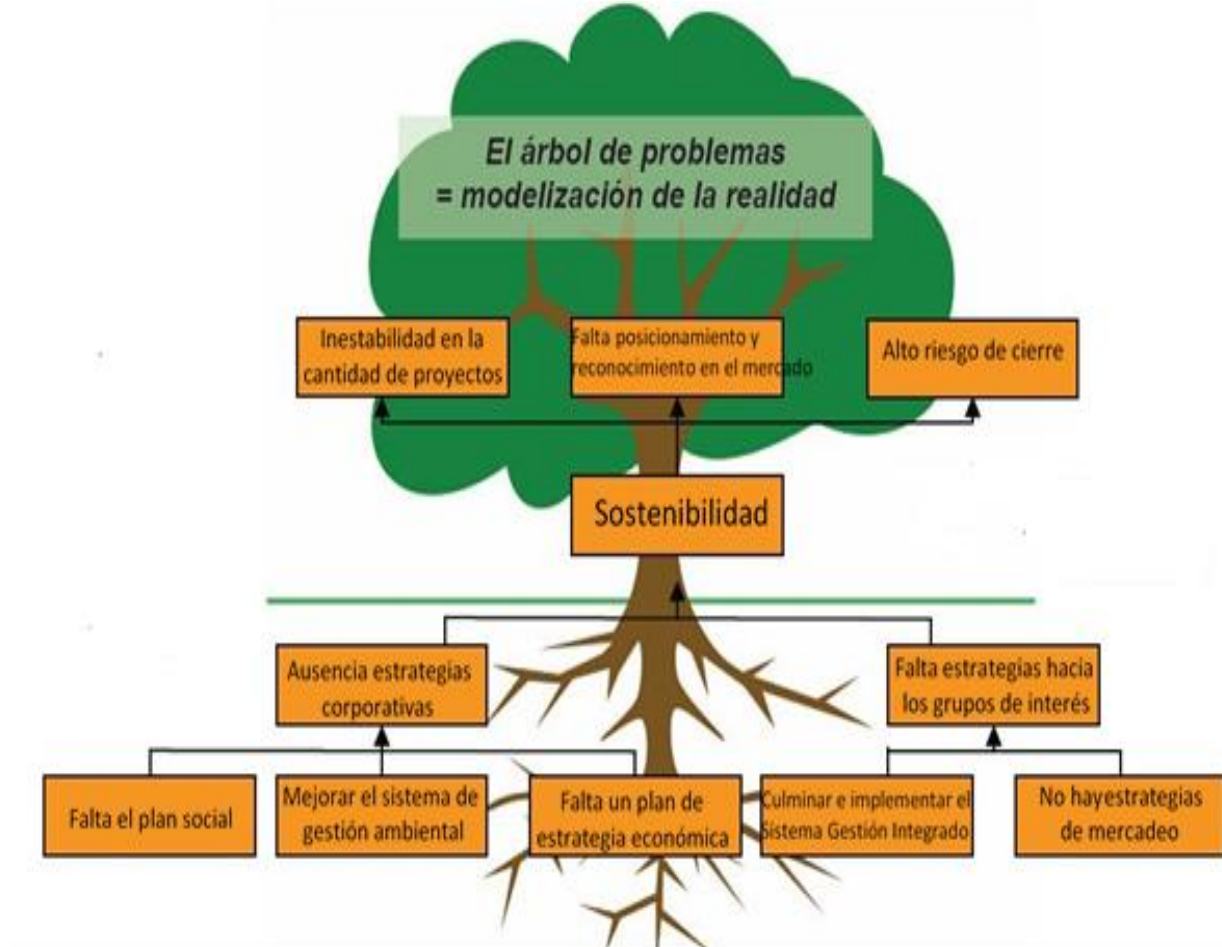 El árbol de problemas
= modelización de la realidad
Inestabilidad en la
cantidad de proyectos
Falta posicionamiento y
reconocimiento en el mercado
Alto riesgo de cierre
Sostenibilidad
Ausencia estrategias
corporativas
Falta estrategias hacia
los grupos de interés
Falta el plan social
Mejorar el sistema de
gestión ambiental
Falta un plan de
estrategia económica
Culminar e implementar el
Sistema Gestión Integrado
No hayestrategias
de mercadeo